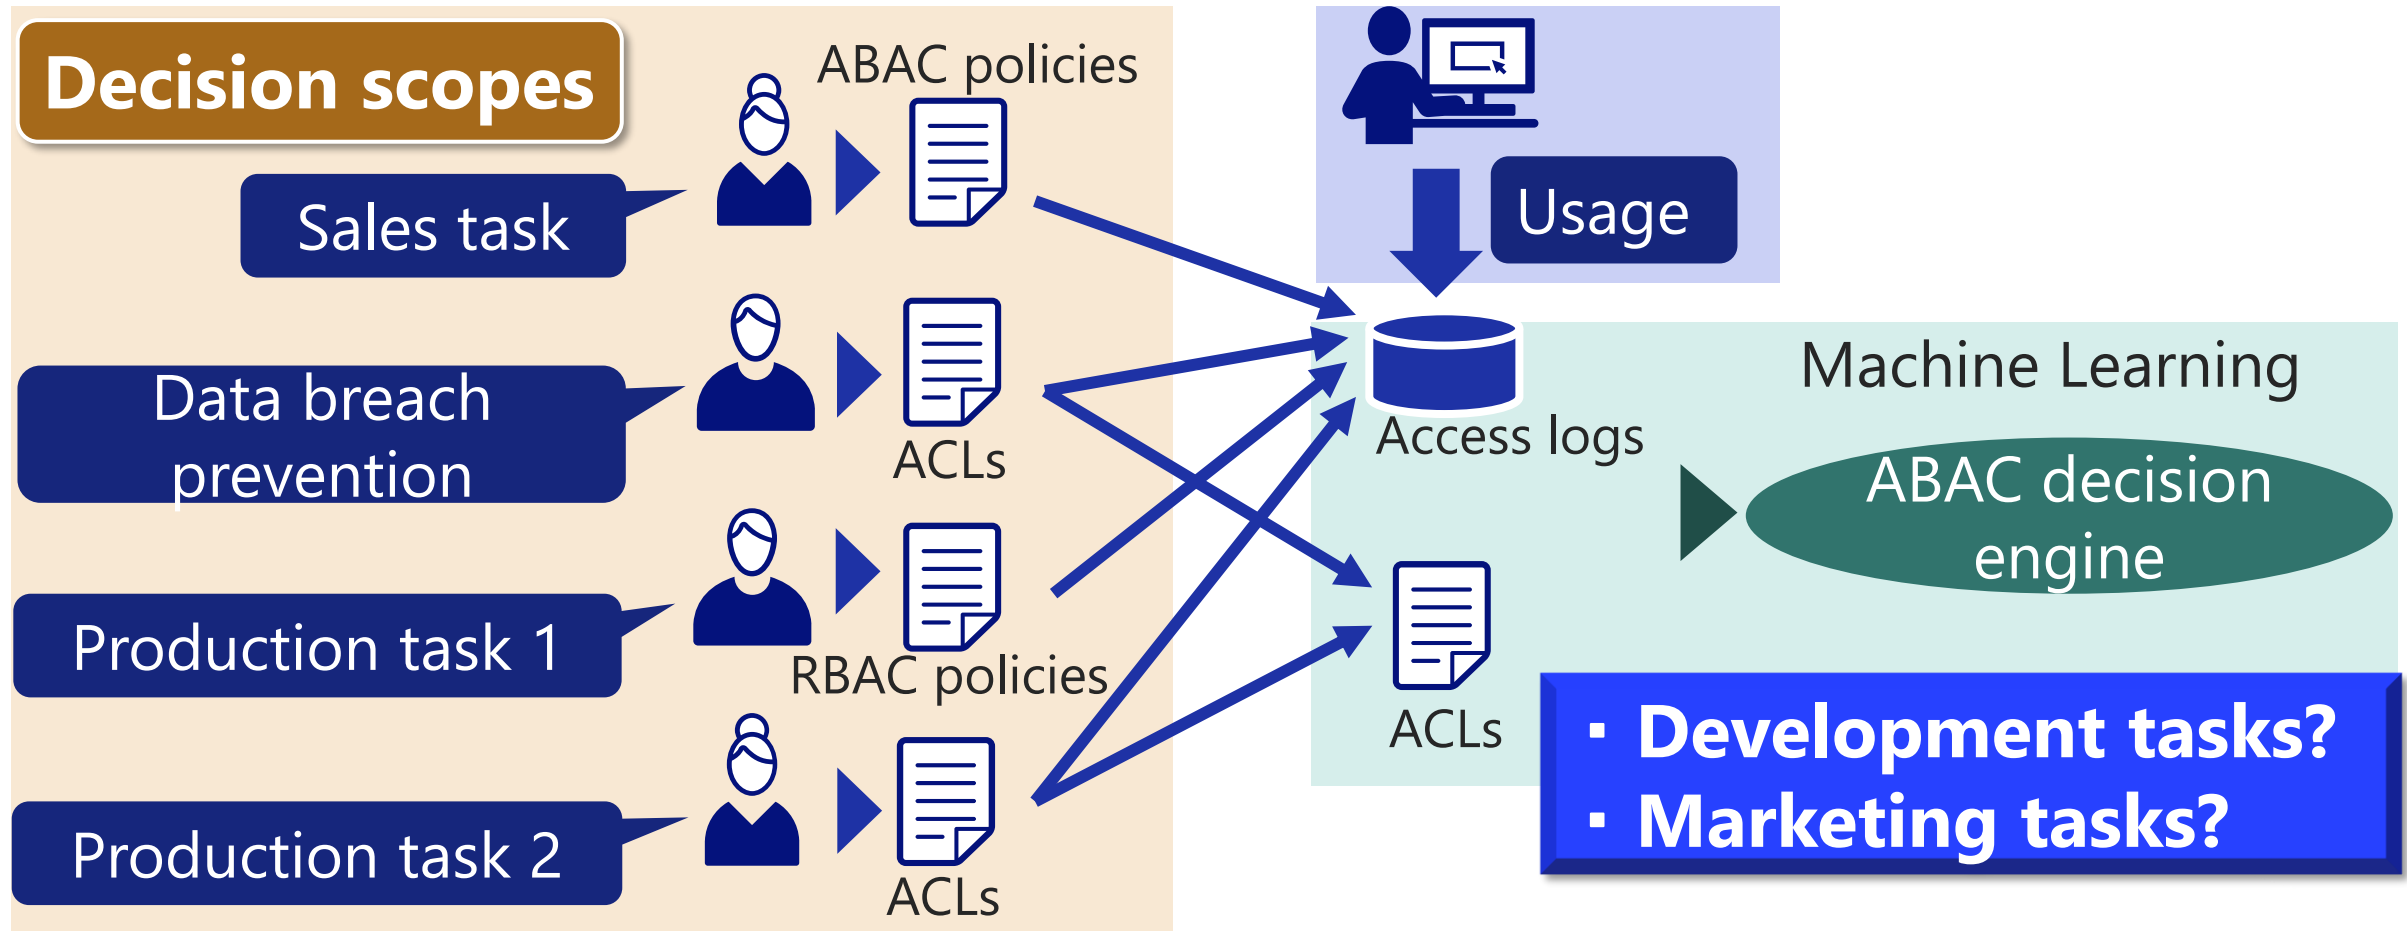 Decision scopes
ABAC policies
Sales task
Data breach
prevention
ACLs
Production task 1
RBAC policies
Production task 2
ACLs
Usage
Machine Learning
Access logs
ABAC decision
engine
ACLs
・Development tasks?
・Marketing tasks?